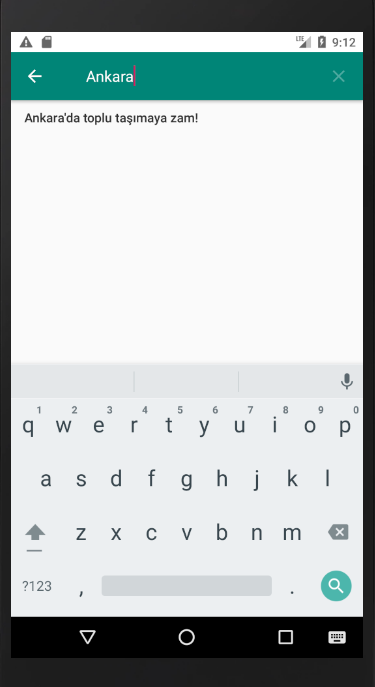 LTE 9:12
Ankara
Ankara'da toplu taşımaya zam!
1 2 3 4 5 6 7 8 9 0
q w e r t y u i o p
a s d f g h j k l
z x c v b n m
?123 , .